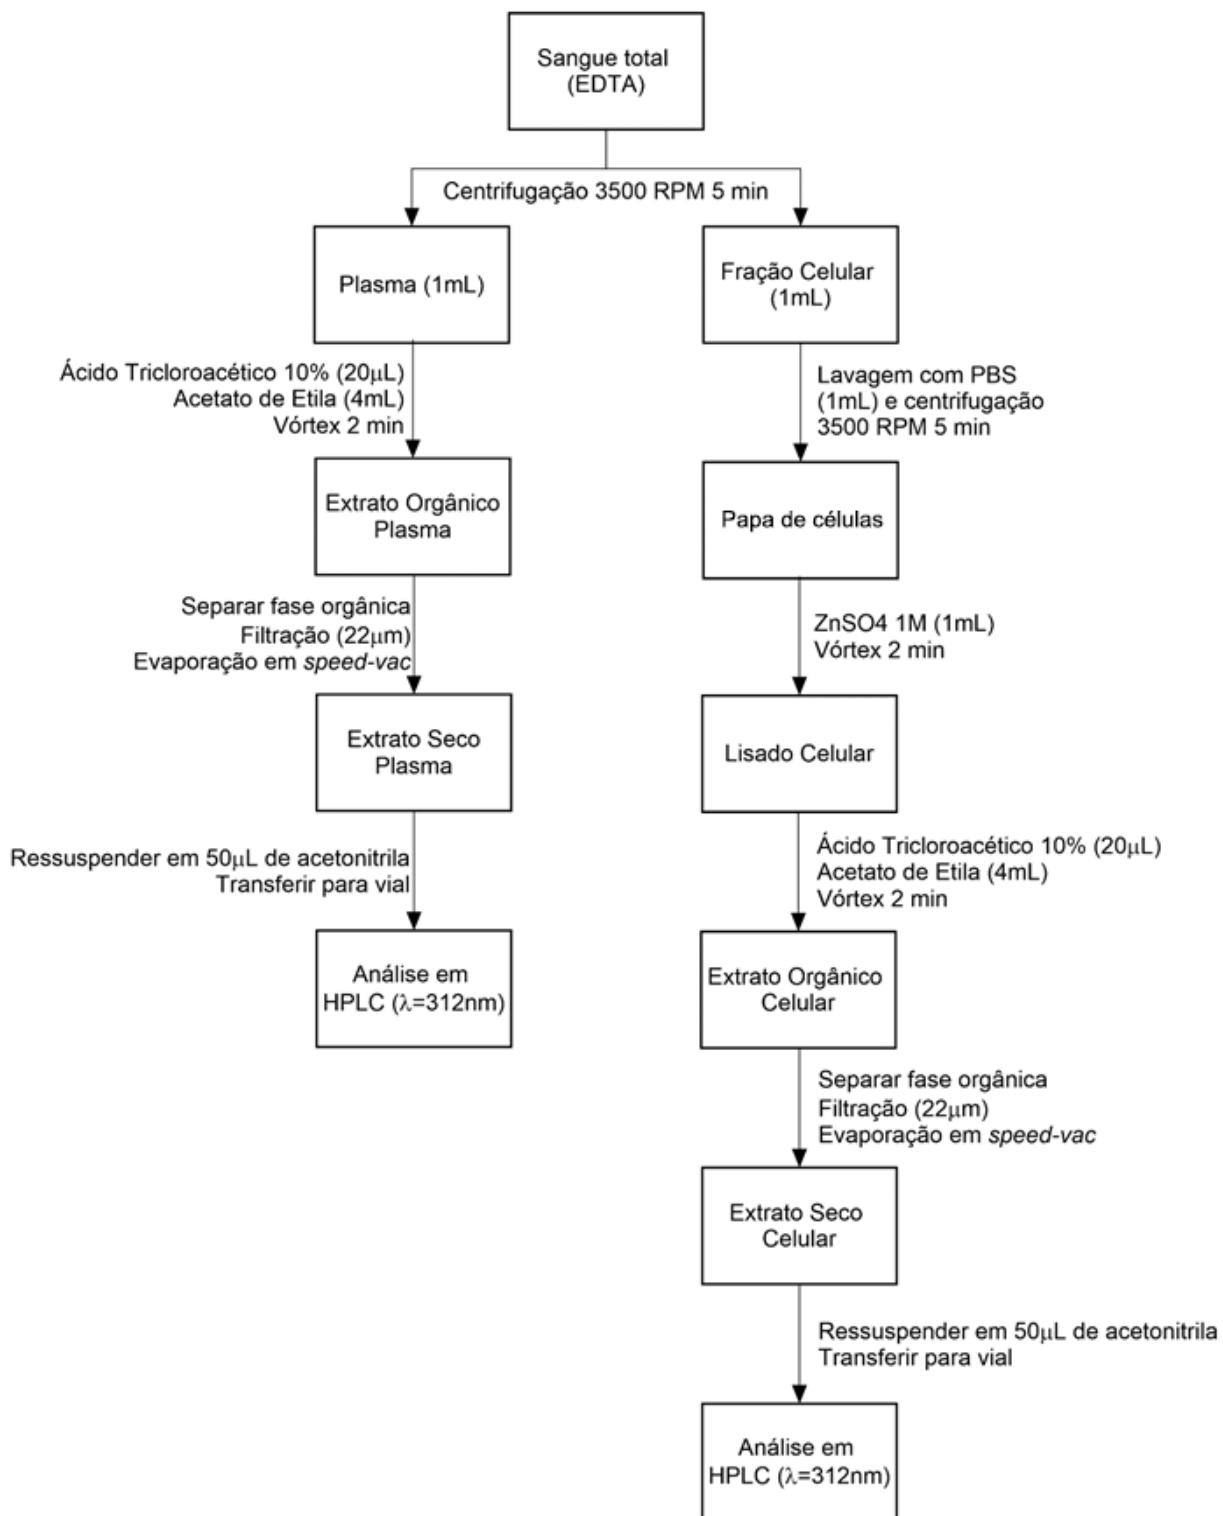 Sangue total
(EDTA)
Centrifugação 3500 RPM 5 min
Plasma (1mL)
Ácido Tricloroacético 10% (20μL)
Acetato de Etila (4mL)
Vórtex 2 min
Extrato Orgânico
Plasma
Separar fase orgânica
Filtração (22μm)
Evaporação em speed-vac
Extrato Seco
Plasma
Ressuspender em 50μL de acetonitrila
Transferir para vial
Análise em
HPLC (λ=312nm)
Fração Celular
(1mL)
Lavagem com PBS
(1mL) e centrifugação
3500 RPM 5 min
Papa de células
ZnSO4 1M (1mL)
Vórtex 2 min
Lisado Celular
Ácido Tricloroacético 10% (20μL)
Acetato de Etila (4mL)
Vórtex 2 min
Extrato Orgânico
Celular
Separar fase orgânica
Filtração (22μm)
Evaporação em speed-vac
Extrato Seco
Celular
Ressuspender em 50μL de acetonitrila
Transferir para vial
Análise em
HPLC (λ=312nm)